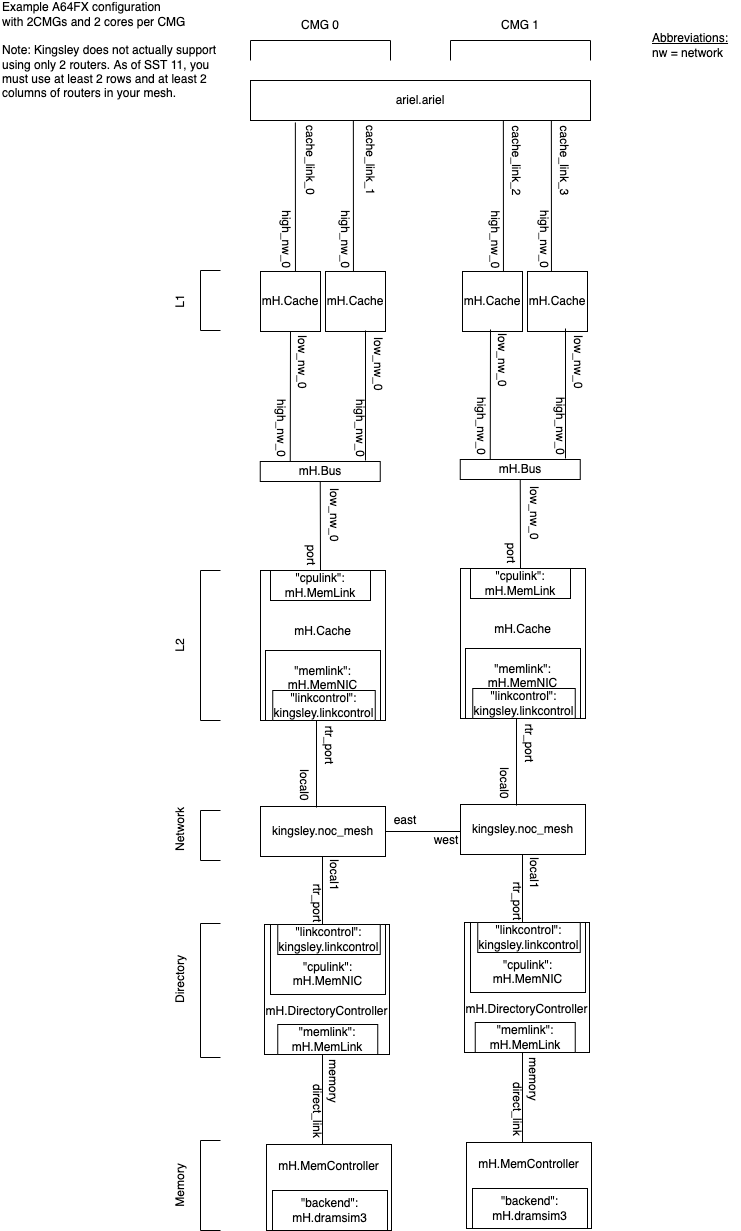 Example A64FX configuration
with 2CMGs and 2 cores per CMG
Note: Kingsley does not actually support
using only 2 routers. As of SST 11, you
must use at least 2 rows and at least 2
columns of routers in your mesh.
CMG 0
CMG 1
Abbreviations:
nw = network
ariel.ariel
cache_link_0
cache_link_1
cache_link_2
cache_link_3
high_nw_0
high_nw_0
high_nw_0
high_nw_0
L1
mH.Cache
mH.Cache
mH.Cache
mH.Cache
low_nw_0
low_nw_0
low_nw_0
low_nw_0
high_nw_0
high_nw_0
high_nw_0
high_nw_0
mH.Bus
mH.Bus
low_nw_0
low_nw_0
port
port
L2
"cpulink":
mH.MemLink
mH.Cache
"memlink":
mH.MemNIC
"linkcontrol":
kingsley.linkcontrol
"cpulink":
mH.MemLink
mH.Cache
"memlink":
mH.MemNIC
"linkcontrol":
kingsley.linkcontrol
rtr_port
rtr_port
local0
local0
Network
kingsley.noc_mesh
east
west
kingsley.noc_mesh
local1
local1
rtr_port
rtr_port
Directory
"linkcontrol":
kingsley.linkcontrol
"cpulink":
mH.MemNIC
mH.DirectoryController
"memlink":
mH.MemLink
"linkcontrol":
kingsley.linkcontrol
"cpulink":
mH.MemNIC
mH.DirectoryController
"memlink":
mH.MemLink
memory
memory
direct_link
direct_link
Memory
mH.MemController
"backend":
mH.dramsim3
mH.MemController
"backend":
mH.dramsim3